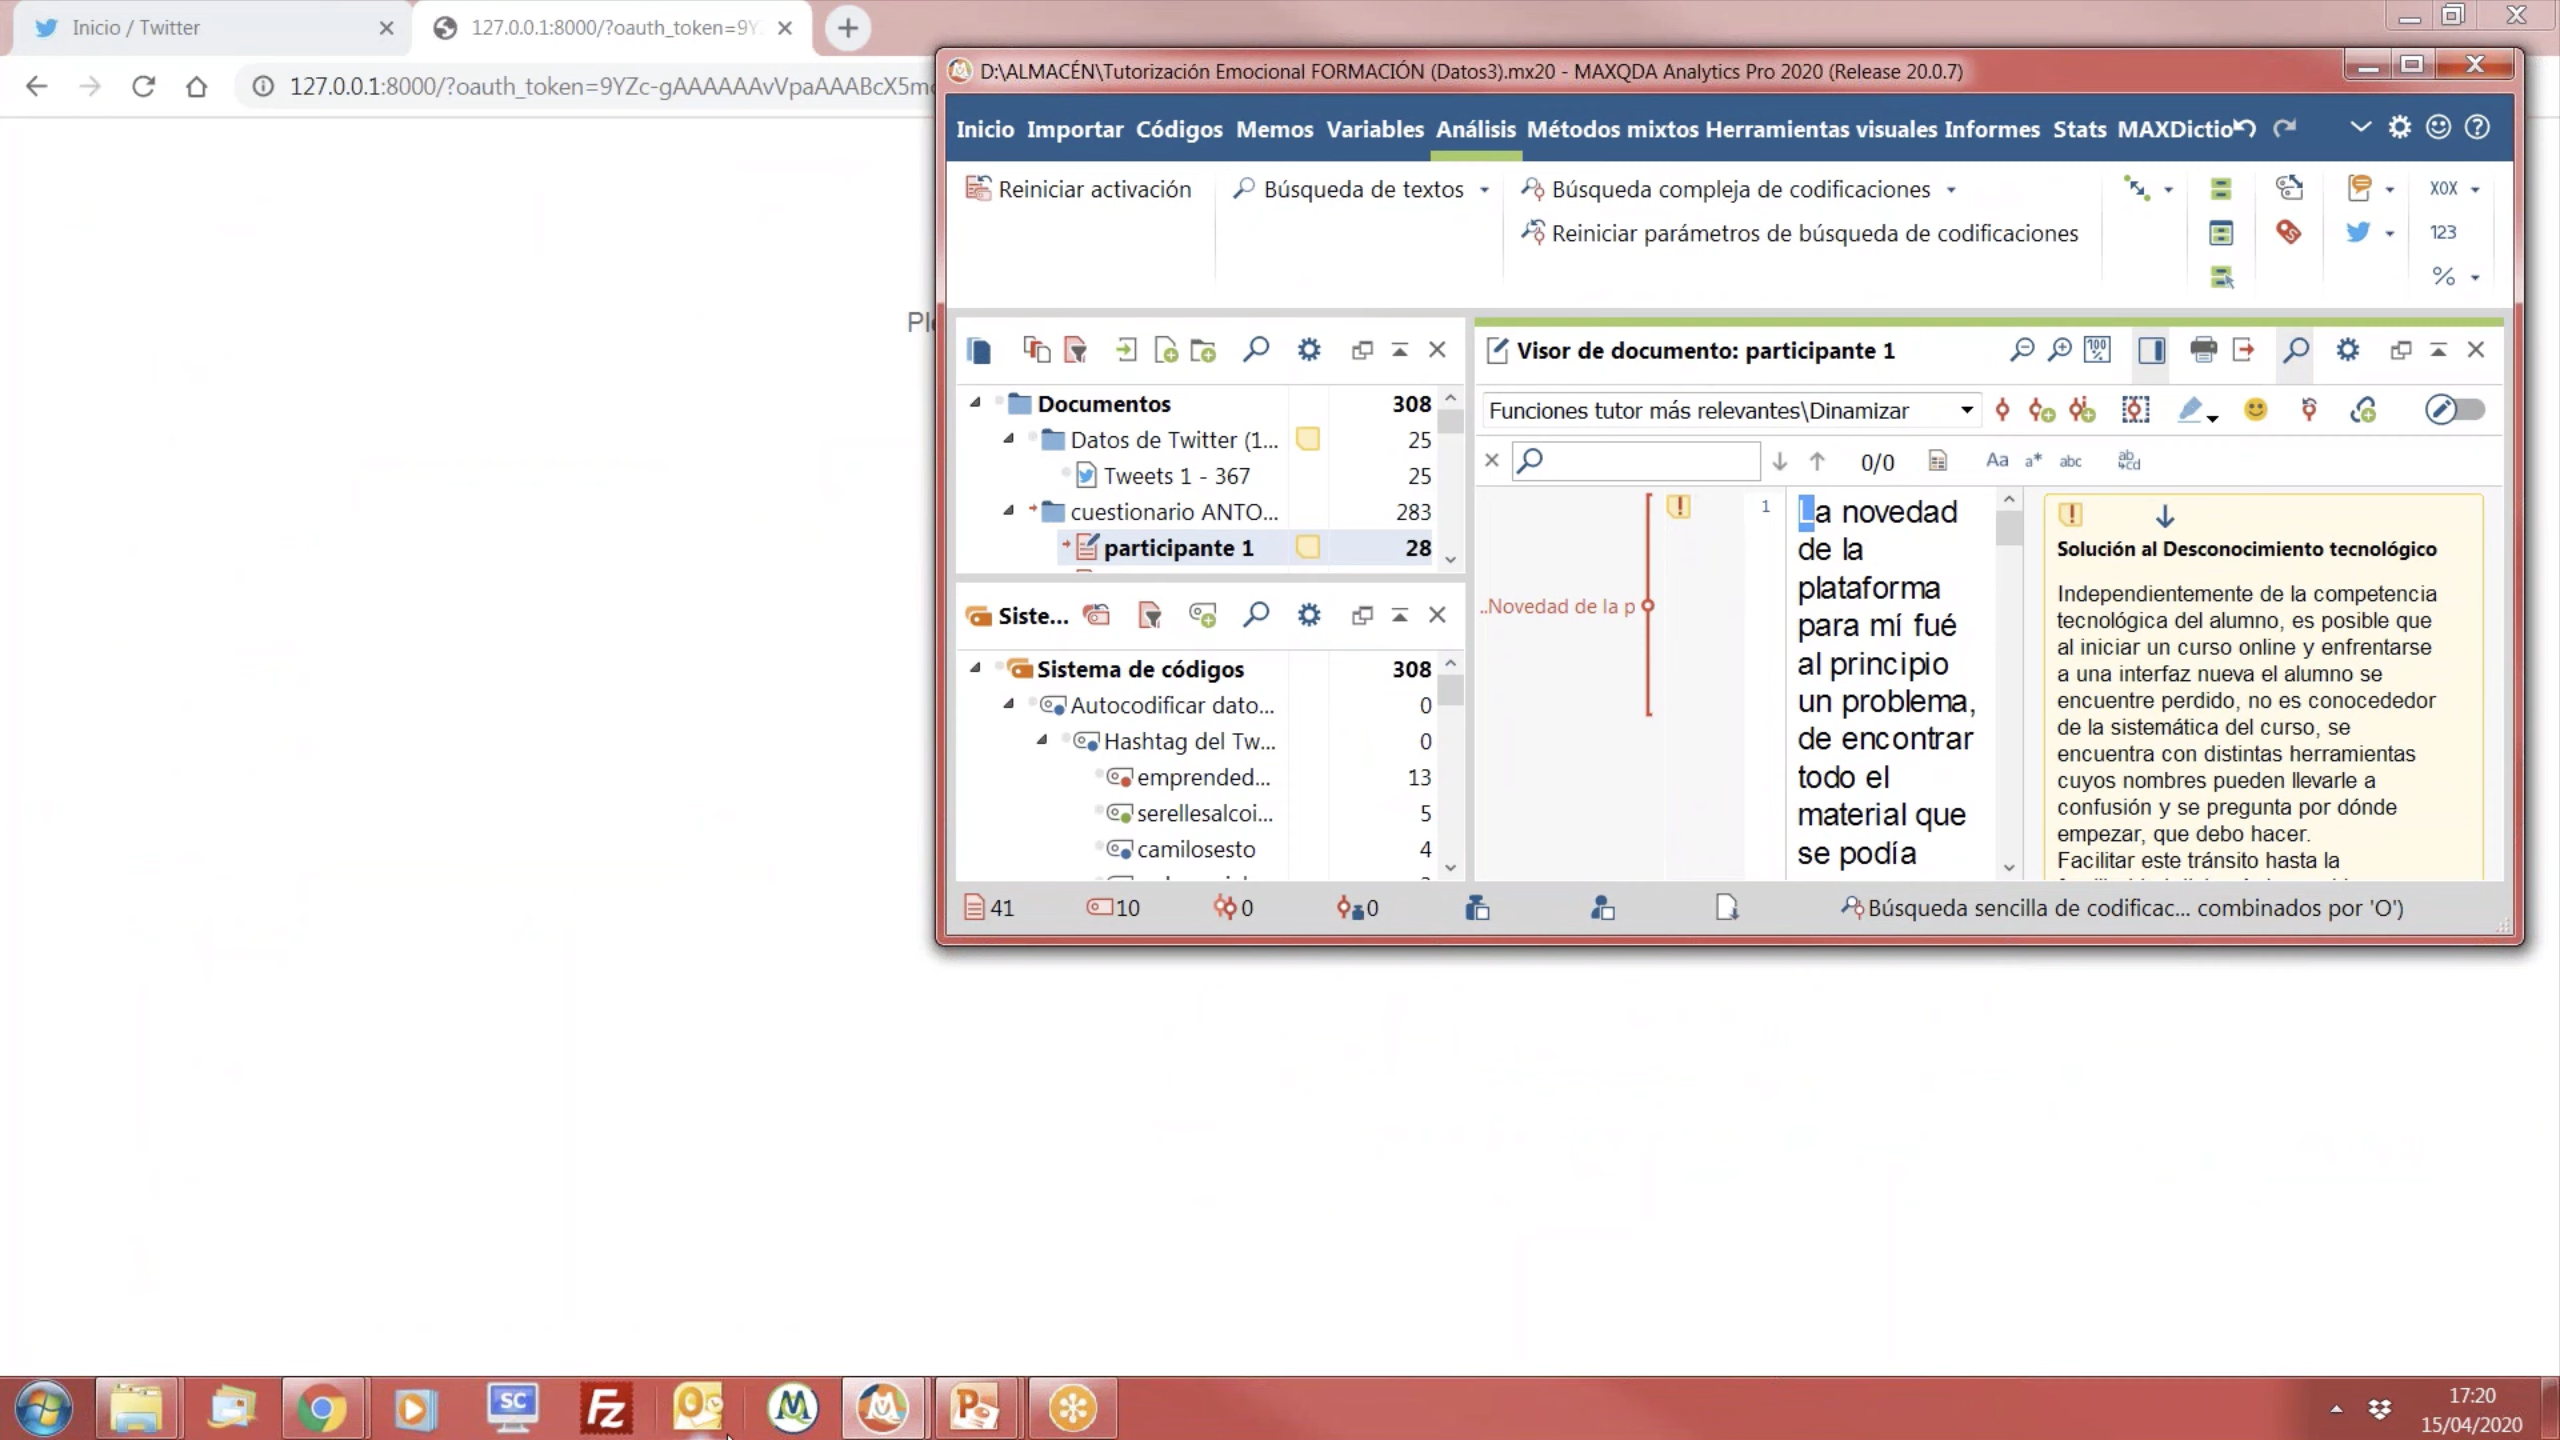 Inicio / Twitter
127.0.0.1:8000/?oauth_token=9Y
127.0.0.1:8000/?oauth_token=9YZc-gAAAAAAvVpaAAABcX5m
D:\ALMACÉN\Tutorización Emocional FORMACIÓN (Datos3).mx20 - MAXQDA Analytics Pro 2020 (Release 20.0.7)
Inicio Importar Códigos Memos Variables Análisis Métodos mixtos Herramientas visuales Informes Stats MAXDictio
Reiniciar activación
Búsqueda de textos
Búsqueda compleja de codificaciones
Reiniciar parámetros de búsqueda de codificaciones
XOX
123
%
Documentos 308
Datos de Twitter (1... 25
Tweets 1 - 367 25
cuestionario ANTO... 283
participante 1 28
Siste...
Sistema de códigos 308
Autocodificar dato... 0
Hashtag del Tw... 0
emprended... 13
serellesalcoi... 5
camilosesto 4
Visor de documento: participante 1
100 %
Funciones tutor más relevantes\Dinamizar
0/0
Aa a* abc ab cd
..Novedad de la p
1
La novedad
de la
plataforma
para mí fué
al principio
un problema,
de encontrar
todo el
material que
se podía
Solución al Desconocimiento tecnológico
Independientemente de la competencia
tecnológica del alumno, es posible que
al iniciar un curso online y enfrentarse
a una interfaz nueva el alumno se
encuentre perdido, no es conocededor
de la sistemática del curso, se
encuentra con distintas herramientas
cuyos nombres pueden llevarle a
confusión y se pregunta por dónde
empezar, que debo hacer.
Facilitar este tránsito hasta la
41
10
0
0
Búsqueda sencilla de codificac... combinados por 'O')
SC
Fz
17:20
15/04/2020